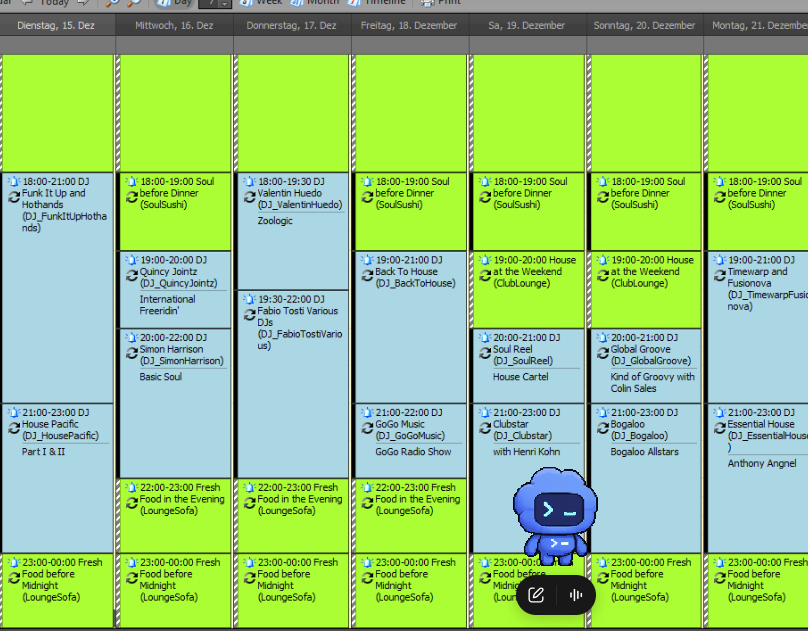 Today
Day
7
Week
Month
Timeline
Print
Dienstag, 15. Dez
Mittwoch, 16. Dez
Donnerstag, 17. Dez
Freitag, 18. Dezember
Sa, 19. Dezember
Sonntag, 20. Dezember
Montag, 21. Dezember
18:00-21:00 DJ
Funk It Up and
Hothands
(DJ_FunkItUpHotha
nds)
21:00-23:00 DJ
House Pacific
(DJ_HousePacific)
Part I & II
23:00-00:00 Fresh
Food before
Midnight
(LoungeSofa)
18:00-19:00 Soul
before Dinner
(SoulSushi)
19:00-20:00 DJ
Quincy Jointz
(DJ_QuincyJointz)
International
Freeridin'
20:00-22:00 DJ
Simon Harrison
(DJ_SimonHarrison)
Basic Soul
22:00-23:00 Fresh
Food in the Evening
(LoungeSofa)
23:00-00:00 Fresh
Food before
Midnight
(LoungeSofa)
18:00-19:30 DJ
Valentin Huedo
(DJ_ValentinHuedo)
Zoologic
19:30-22:00 DJ
Fabio Tosti Various
DJs
(DJ_FabioTostiVario
us)
22:00-23:00 Fresh
Food in the Evening
(LoungeSofa)
23:00-00:00 Fresh
Food before
Midnight
(LoungeSofa)
18:00-19:00 Soul
before Dinner
(SoulSushi)
19:00-21:00 DJ
Back To House
(DJ_BackToHouse)
21:00-22:00 DJ
GoGo Music
(DJ_GoGoMusic)
GoGo Radio Show
22:00-23:00 Fresh
Food in the Evening
(LoungeSofa)
23:00-00:00 Fresh
Food before
Midnight
(LoungeSofa)
18:00-19:00 Soul
before Dinner
(SoulSushi)
19:00-20:00 House
at the Weekend
(ClubLounge)
20:00-21:00 DJ
Soul Reel
(DJ_SoulReel)
House Cartel
21:00-23:00 DJ
Clubstar
(DJ_Clubstar)
with Henri Kohn
Food before
18:00-19:00 Soul
before Dinner
(SoulSushi)
19:00-20:00 House
at the Weekend
(ClubLounge)
20:00-21:00 DJ
Global Groove
(DJ_GlobalGroove)
Kind of Groovy with
Colin Sales
21:00-23:00 DJ
Bogaloo
(DJ_Bogaloo)
Bogaloo Allstars
23:00-00:00 Fresh
Food before
Midnight
(LoungeSofa)
18:00-19:00 Soul
before Dinner
(SoulSushi)
19:00-21:00 DJ
Timewarp and
Fusionova
(DJ_TimewarpFusio
nova)
21:00-23:00 DJ
Essential House
(DJ_EssentialHouse
)
Anthony Angnel
23:00-00:00 Fresh
Food before
Midnight
(LoungeSofa)